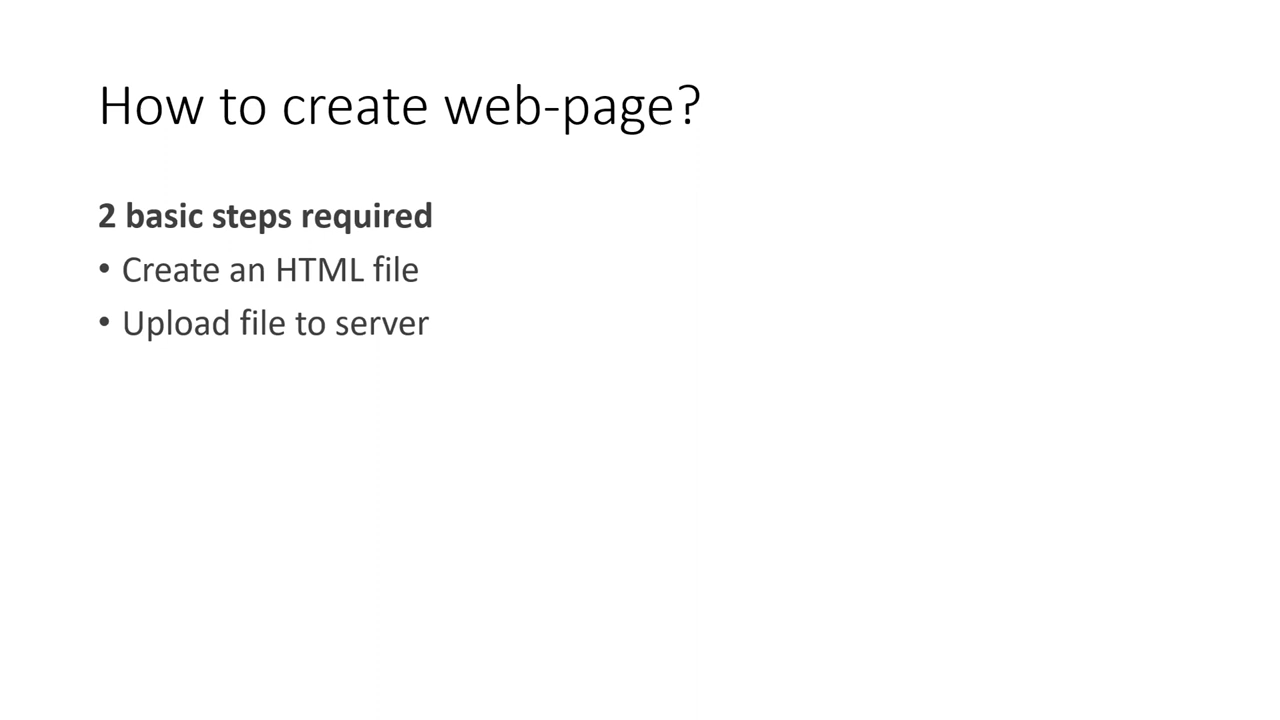 How to create web-page?
2 basic steps required
• Create an HTML file
• Upload file to server